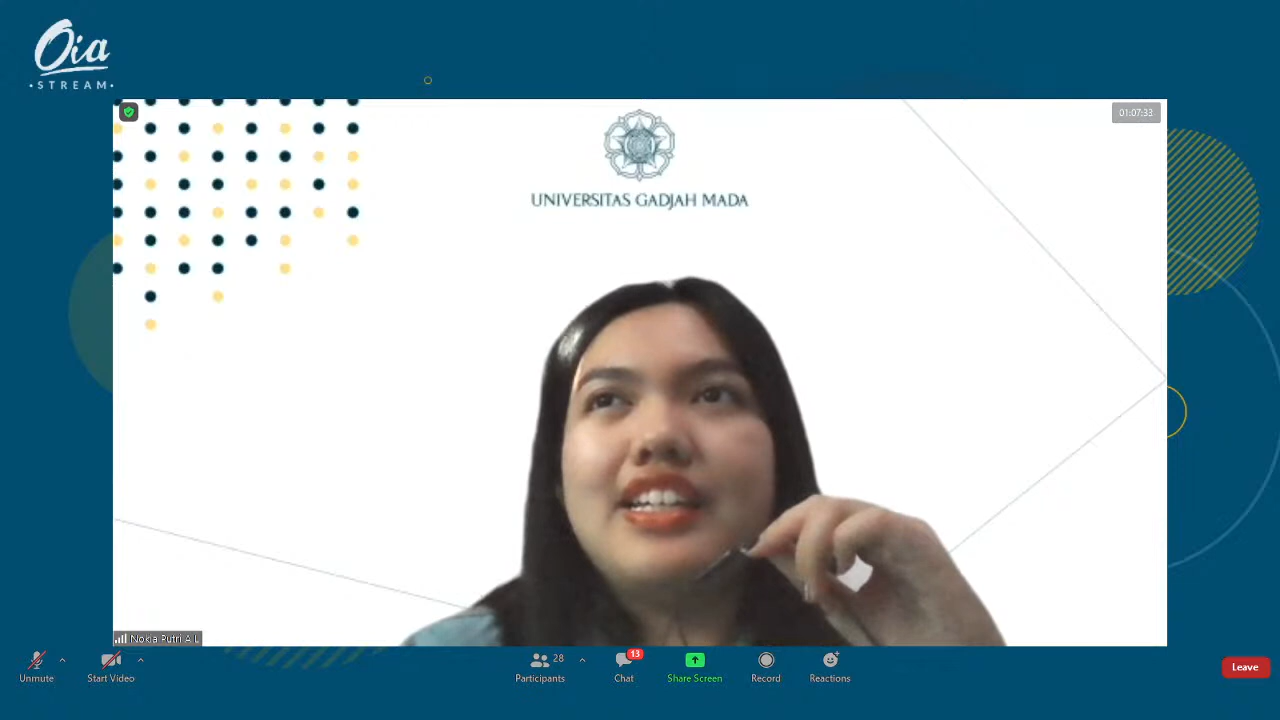 Oia
•STREAM•
01:07:33
UNIVERSITAS GADJAH MADA
Nokia Putri A L
Unmute
Start Video
28
Participants
13
Chat
Share Screen
Record
Reactions
Leave